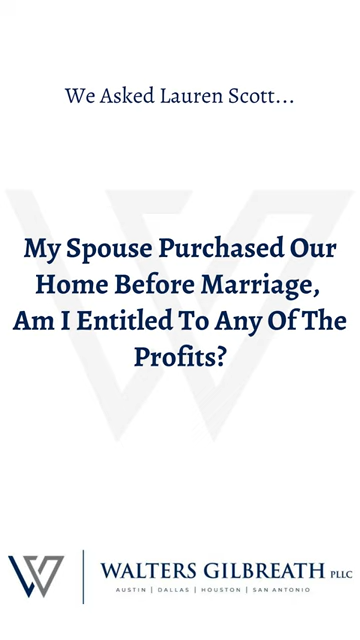 We Asked Lauren Scott...
My Spouse Purchased Our
Home Before Marriage,
Am I Entitled To Any Of The
Profits?
WALTERS GILBREATH PLLC
AUSTIN | DALLAS | HOUSTON | SAN ANTONIO